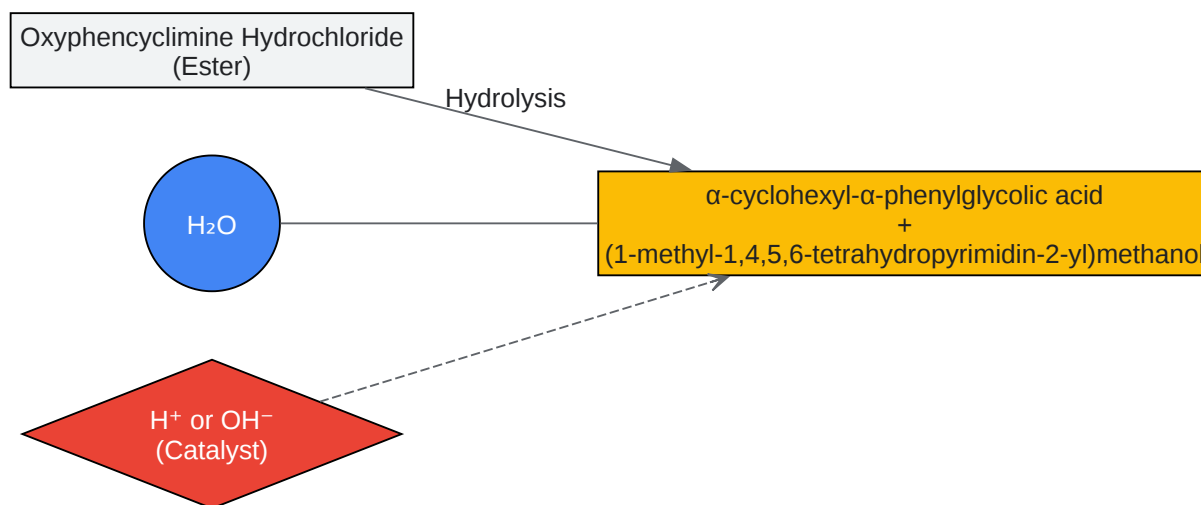 Oxyphencyclimine Hydrochloride
(Ester)
Hydrolysis
α-cyclohexyl-α-phenylglycolic acid
+
(1-methyl-1,4,5,6-tetrahydropyrimidin-2-yl)methanol
H₂O
H⁺ or OH⁻
(Catalyst)